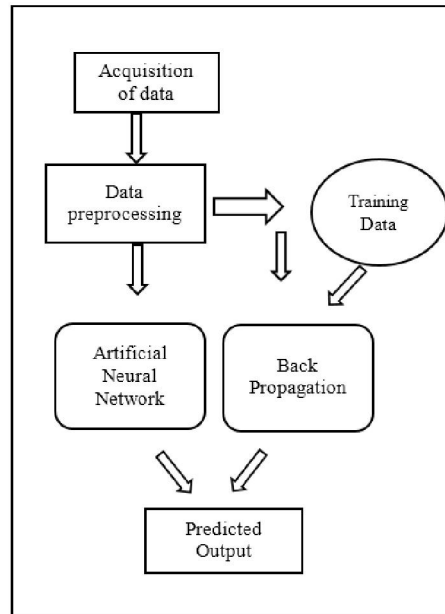 Acquisition
of data
Data
preprocessing
Training
Data
Artificial
Neural
Network
Back
Propagation
Predicted
Output